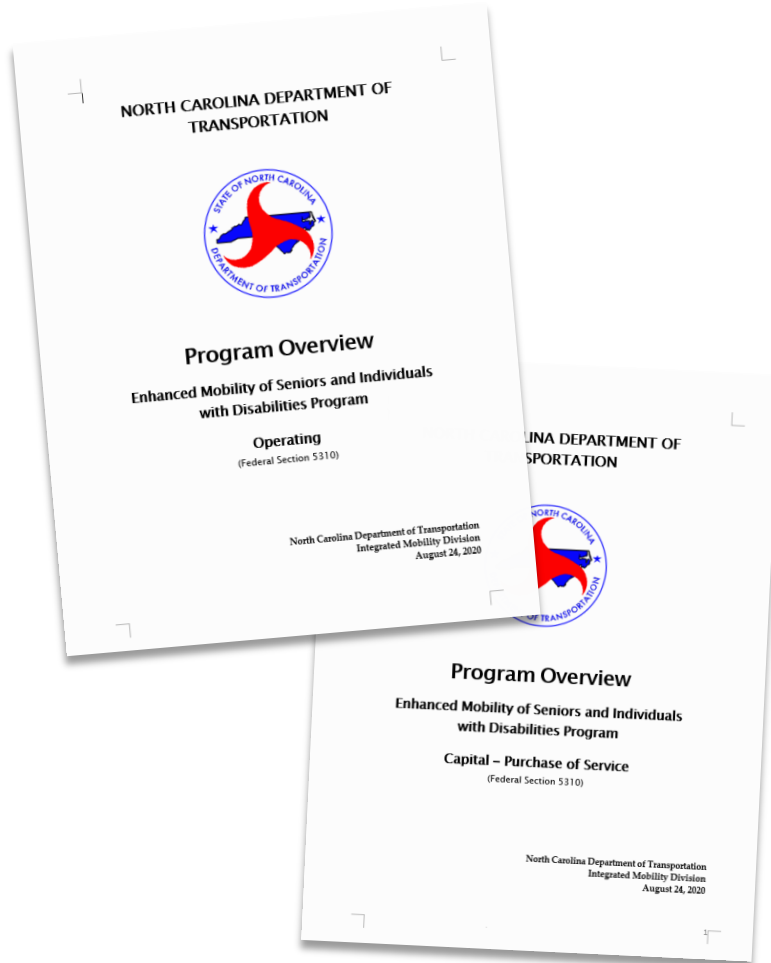 NORTH CAROLINA DEPARTMENT OF
TRANSPORTATION
STATE OF NORTH CAROLINA
DEPARTMENT OF TRANSPORTATION
Program Overview
Enhanced Mobility of Seniors and Individuals
with Disabilities Program
Operating
(Federal Section 5310)
North Carolina Department of Transportation
Integrated Mobility Division
August 24, 2020
LINA DEPARTMENT OF
SPORTATION
NORTH CAROLINA
OF TRANSPORTATION
Program Overview
Enhanced Mobility of Seniors and Individuals
with Disabilities Program
Capital – Purchase of Service
(Federal Section 5310)
North Carolina Department of Transportation
Integrated Mobility Division
August 24, 2020
1